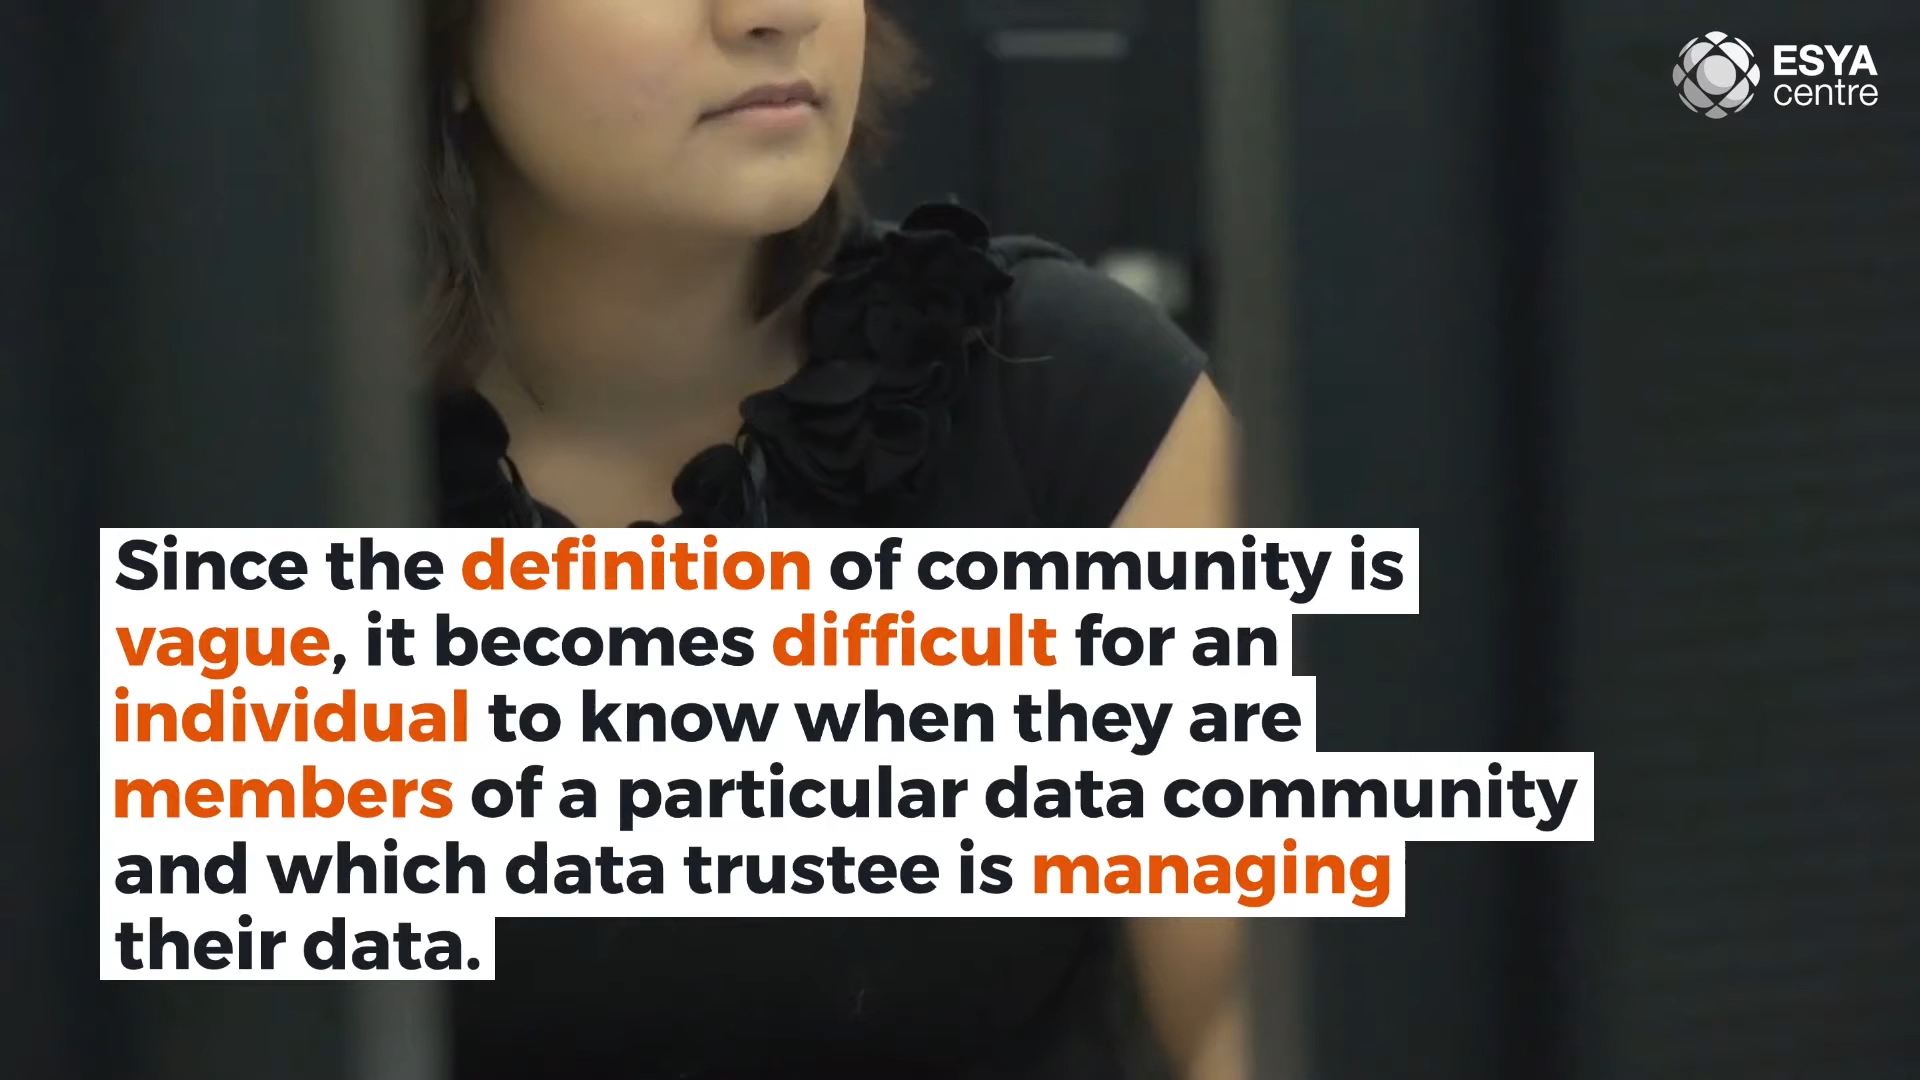 ESYA
centre
Since the definition of community is
vague, it becomes difficult for an
individual to know when they are
members of a particular data community
and which data trustee is managing
their data.